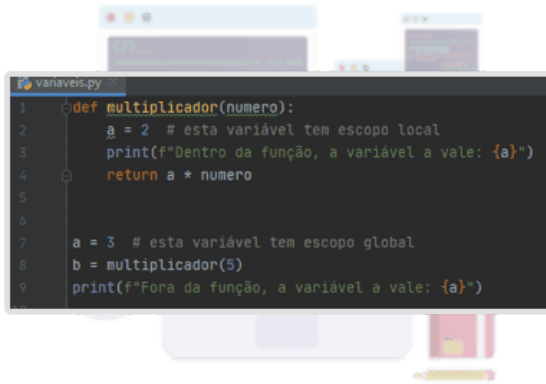 variaveis.py
1 def multiplicador(numero):
2 a = 2 # esta variável tem escopo local
3 print(f"Dentro da função, a variável a vale: {a}")
4 return a * numero
5
6
7 a = 3 # esta variável tem escopo global
8 b = multiplicador(5)
9 print(f"Fora da função, a variável a vale: {a}")